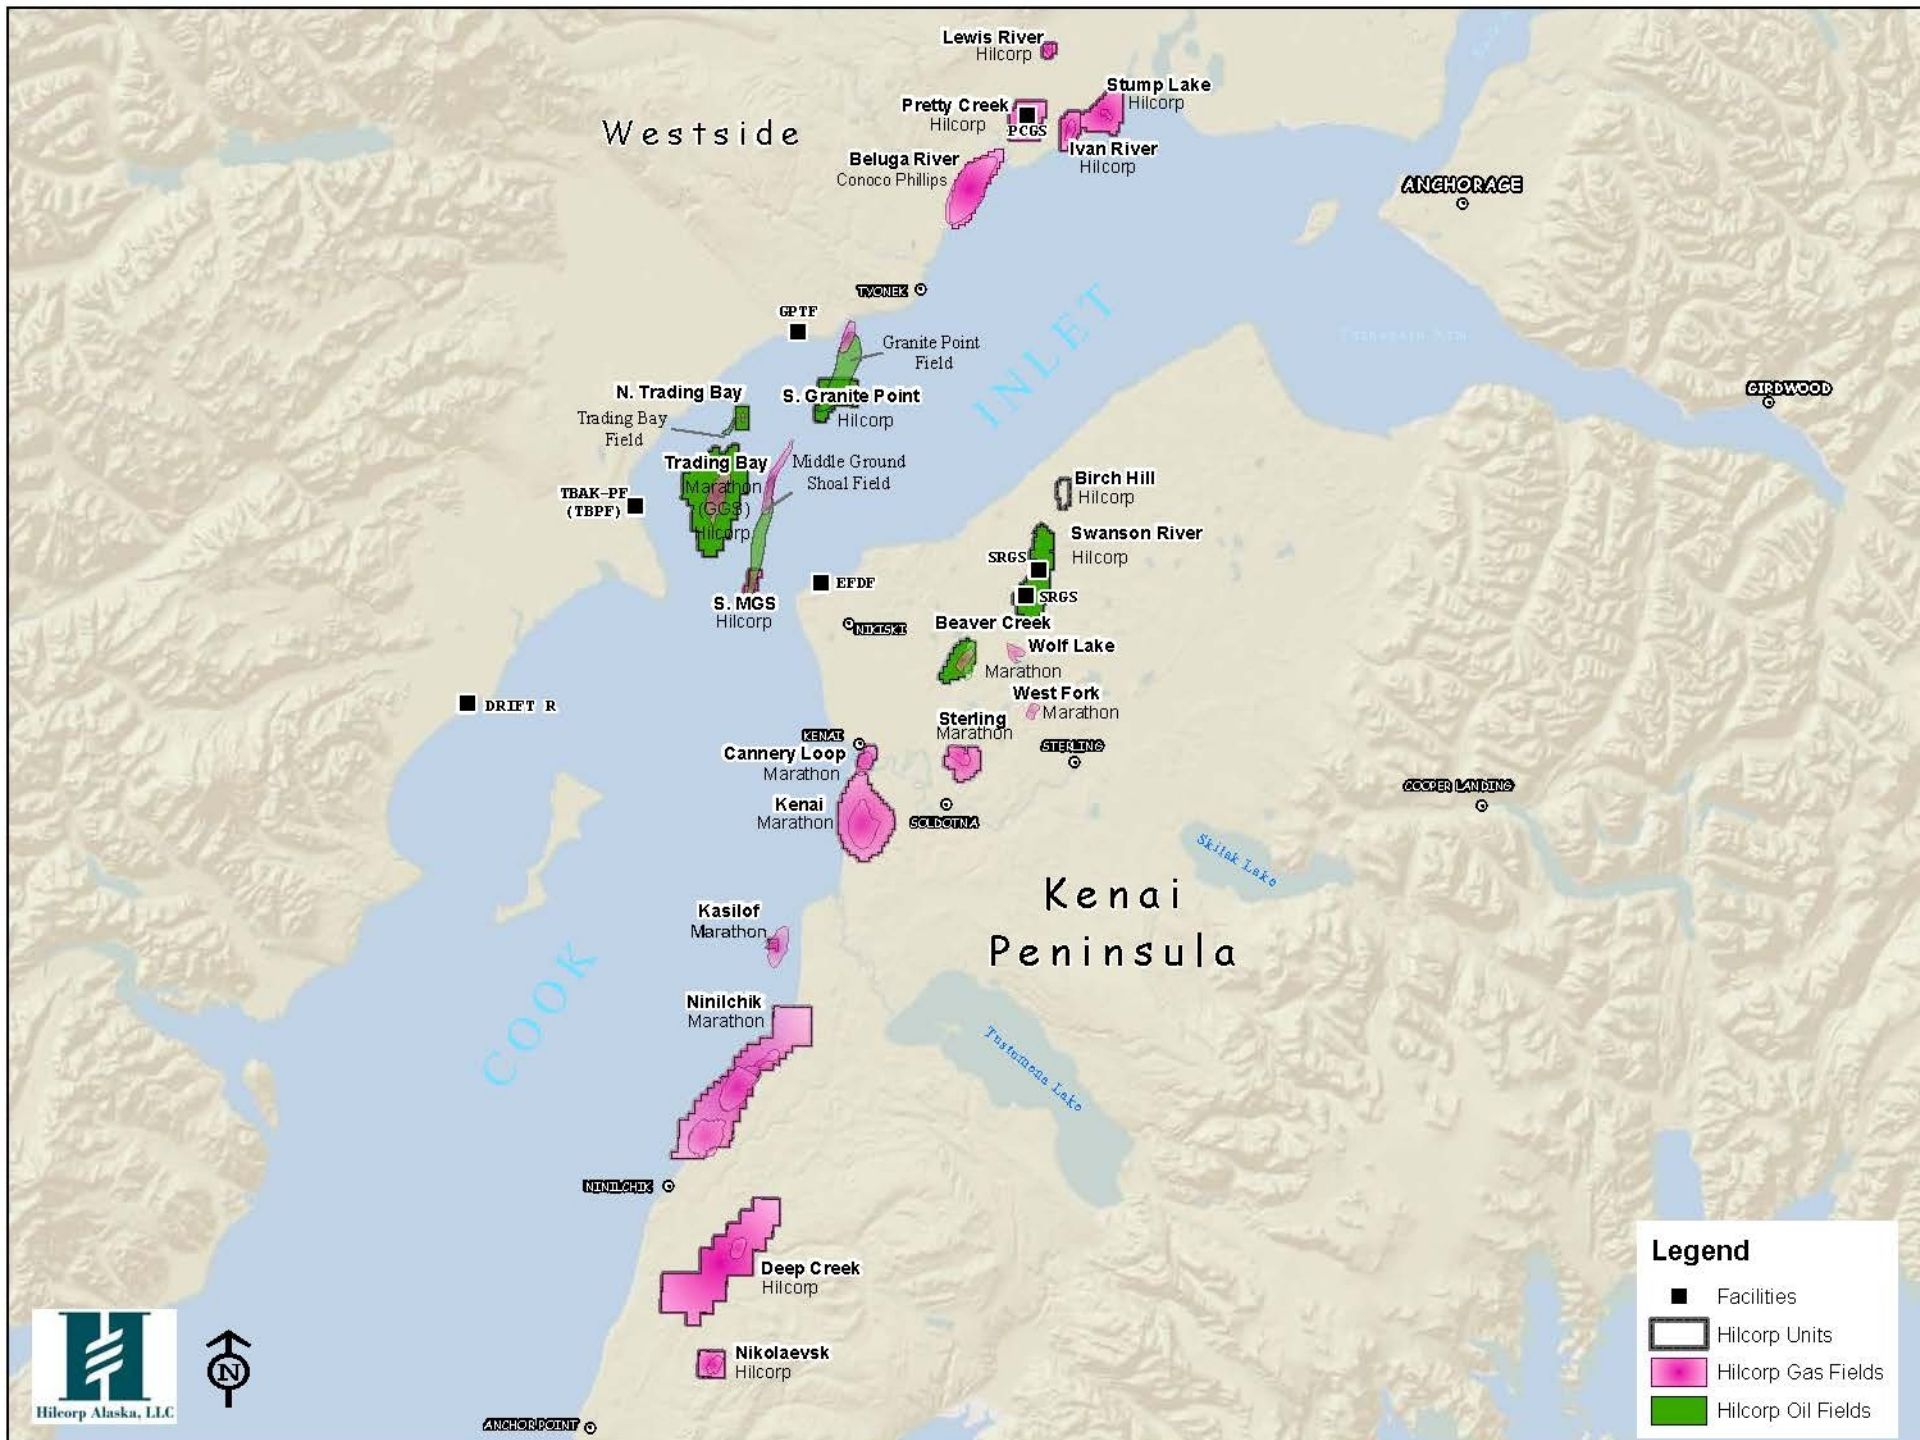 Lewis River
Hilcorp
Stump Lake
Hilcorp
Pretty Creek
Hilcorp
PCGS
Westside
Ivan River
Hilcorp
Beluga River
Conoco Phillips
ANCHORAGE
TYONEK
GPTF
Granite Point
Field
INLET
Turnagain Arm
GIRDWOOD
N. Trading Bay
S. Granite Point
Hilcorp
Trading Bay
Field
Trading Bay
Marathon
(GGS)
Hilcorp
Middle Ground
Shoal Field
Birch Hill
Hilcorp
TBAK-PF
(TBPF)
Swanson River
Hilcorp
SRGS
SRGS
EFDF
S. MGS
Hilcorp
NIKISKI
Beaver Creek
Marathon
Wolf Lake
West Fork
Marathon
DRIFT R
Sterling
Marathon
STERLING
KENAI
Cannery Loop
Marathon
Kenai
Marathon
SOLDOTNA
COOPER LANDING
Skilak Lake
Kenai
Peninsula
Kasilof
Marathon
COOK
Ninilchik
Marathon
Tustumena Lake
NINILCHIK
Deep Creek
Hilcorp
Nikolaevsk
Hilcorp
ANCHOR POINT
Legend
Facilities
Hilcorp Units
Hilcorp Gas Fields
Hilcorp Oil Fields
H
Hilcorp Alaska, LLC
N